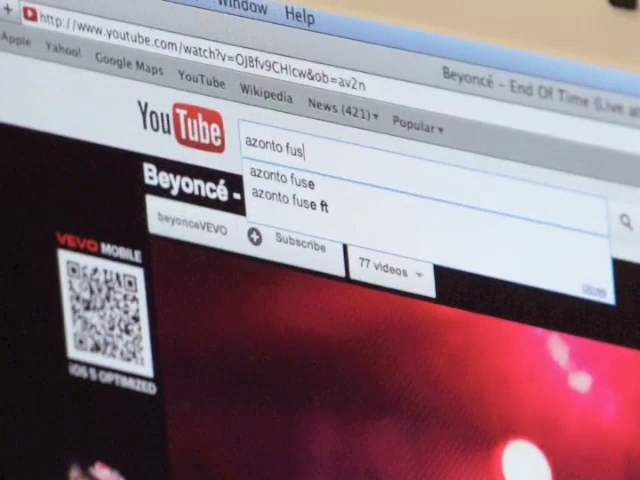 Window Help
http://www.youtube.com/watch?v=OJBfv9CHIcw&ob=av2n
Beyoncé - End Of Time (Live a
Apple Yahoo! Google Maps YouTube Wikipedia News (421) Popular
YouTube
azonto fus
azonto fuse
azonto fuse ft
close
Beyoncé -
beyonceVEVO
Subscribe
77 videos
VEVO MOBILE
iOS 5 OPTIMIZED